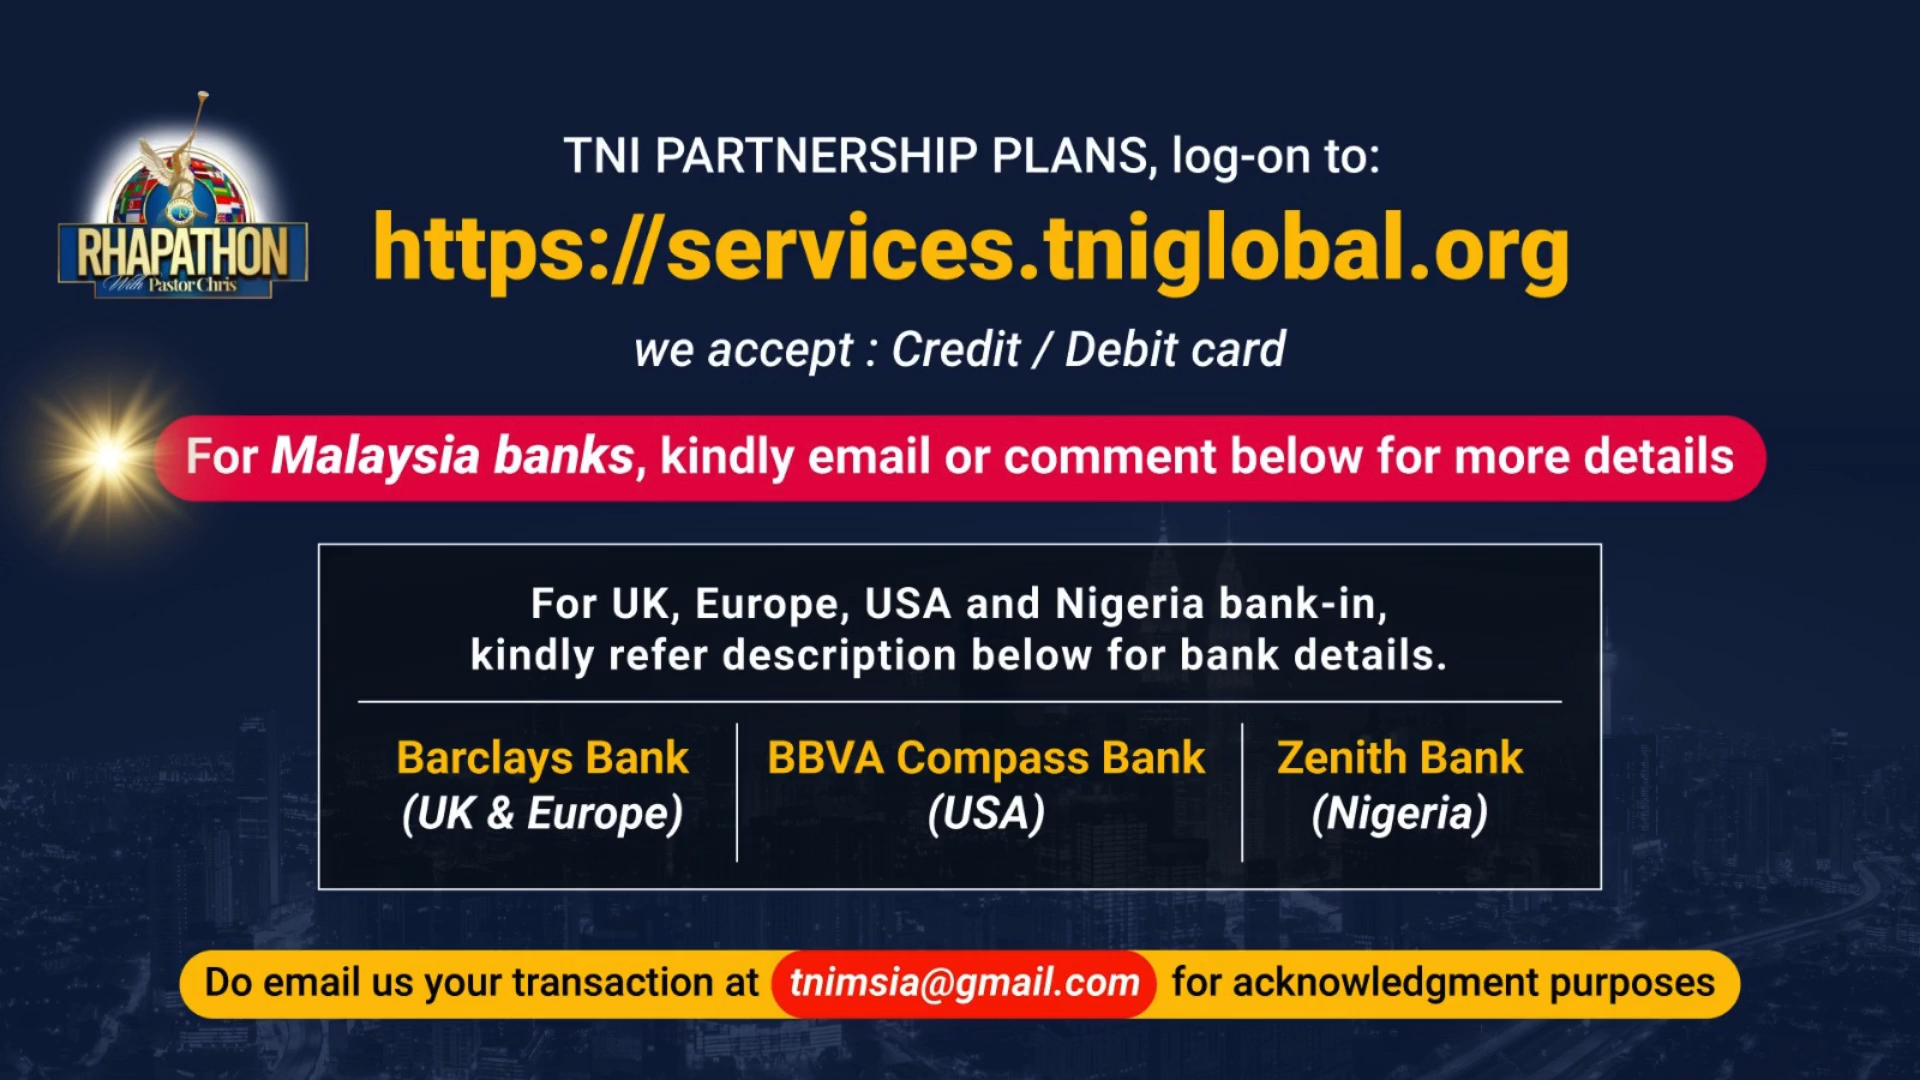 RHAPATHON
With Pastor Chris
TNI PARTNERSHIP PLANS, log-on to:
https://services.tniglobal.org
we accept : Credit / Debit card
For Malaysia banks, kindly email or comment below for more details
For UK, Europe, USA and Nigeria bank-in,
kindly refer description below for bank details.
Barclays Bank
(UK & Europe)
BBVA Compass Bank
(USA)
Zenith Bank
(Nigeria)
Do email us your transaction at tnimsia@gmail.com for acknowledgment purposes